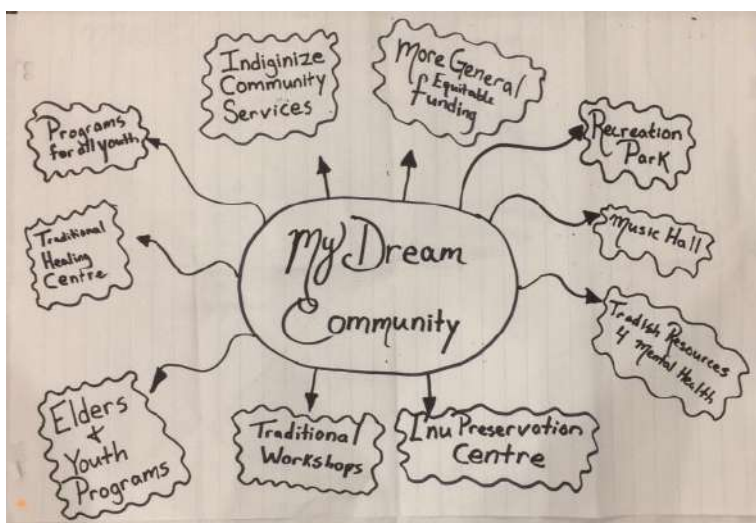 My Dream
Community
Indiginize
Community
Services
More General
Equitable
funding
Recreation
Park
Music Hall
Tradish Resources
4 Mental Health
Inu Preservation
Centre
Traditional
Workshops
Elders
+
Youth
Programs
Traditional
Healing
Centre
Programs
for all youth